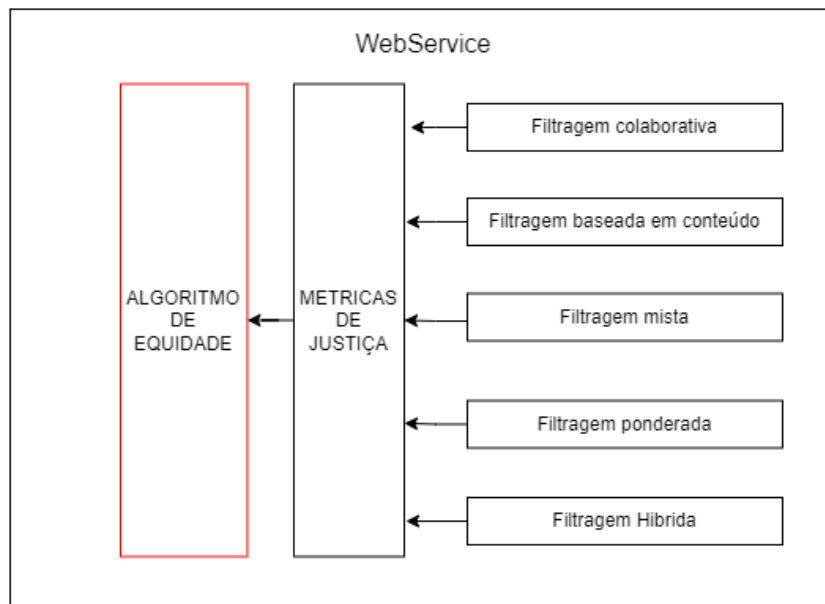 WebService
ALGORITMO
DE
EQUIDADE
METRICAS
DE
JUSTIÇA
Filtragem colaborativa
Filtragem baseada em conteúdo
Filtragem mista
Filtragem ponderada
Filtragem Hibrida